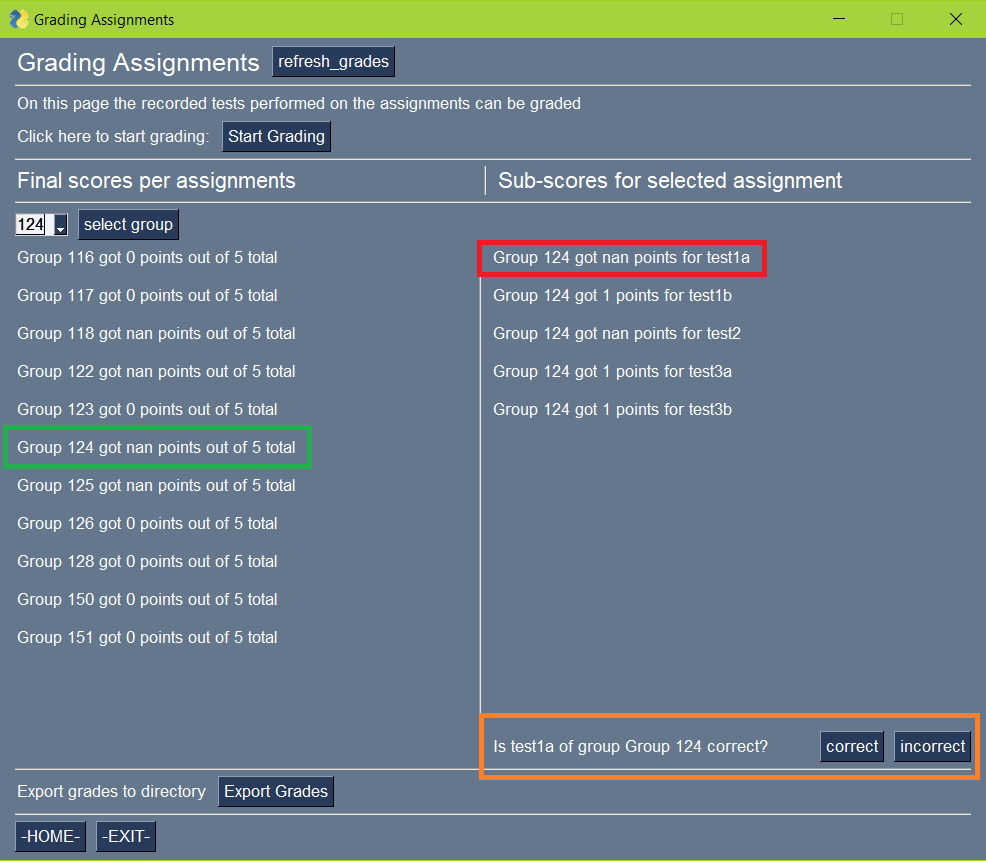 Grading Assignments
Grading Assignments refresh_grades
On this page the recorded tests performed on the assignments can be graded
Click here to start grading: Start Grading
Final scores per assignments
124 select group
Group 116 got 0 points out of 5 total
Group 117 got 0 points out of 5 total
Group 118 got nan points out of 5 total
Group 122 got nan points out of 5 total
Group 123 got 0 points out of 5 total
Group 124 got nan points out of 5 total
Group 125 got nan points out of 5 total
Group 126 got 0 points out of 5 total
Group 128 got 0 points out of 5 total
Group 150 got 0 points out of 5 total
Group 151 got 0 points out of 5 total
Sub-scores for selected assignment
Group 124 got nan points for test1a
Group 124 got 1 points for test1b
Group 124 got nan points for test2
Group 124 got 1 points for test3a
Group 124 got 1 points for test3b
Is test1a of group Group 124 correct? correct incorrect
Export grades to directory Export Grades
-HOME- -EXIT-